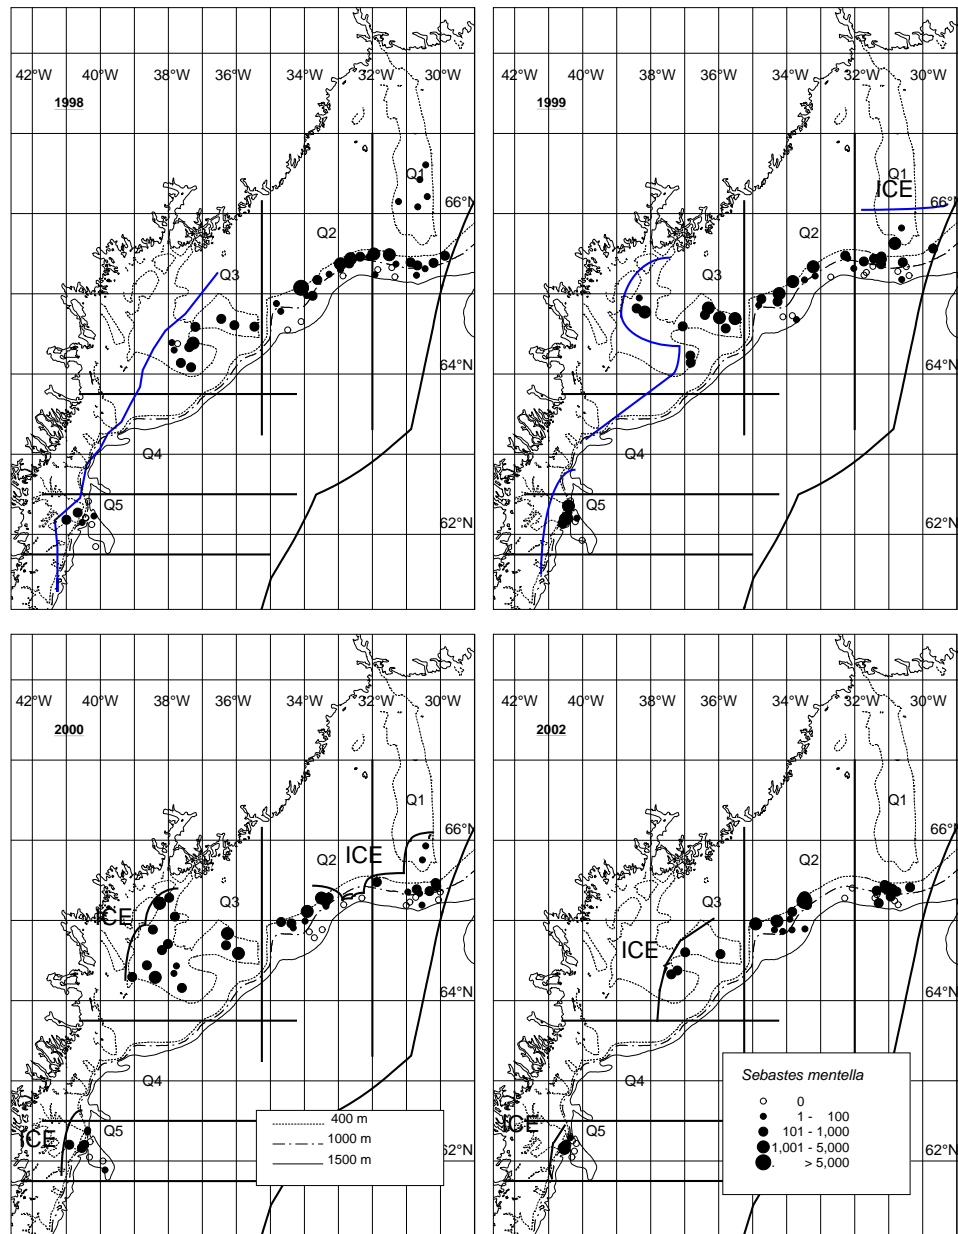 42°W 40°W 38°W 36°W 34°W 32°W 30°W
1998
Q1
66°N
Q2
Q3
64°N
Q4
Q5
62°N
42°W 40°W 38°W 36°W 34°W 32°W 30°W
1999
Q1
ICE
66°N
Q2
Q3
64°N
Q4
Q5
62°N
42°W 40°W 38°W 36°W 34°W 32°W 30°W
2000
Q1
66°N
Q2
ICE
Q3
ICE
64°N
Q4
Q5
ICE
400 m
1000 m
1500 m
62°N
42°W 40°W 38°W 36°W 34°W 32°W 30°W
2002
Q1
66°N
Q2
Q3
ICE
64°N
Q4
Q5
ICE
Sebastes mentella
0
1 - 100
101 - 1,000
1,001 - 5,000
. > 5,000
62°N